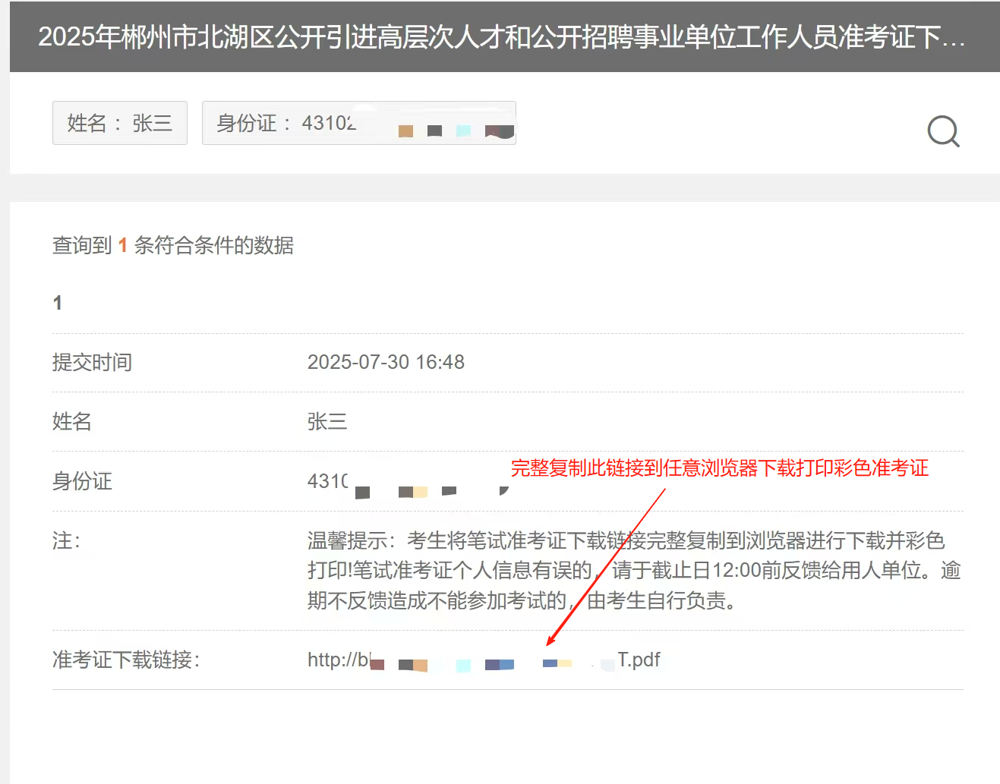 2025年郴州市北湖区公开引进高层次人才和公开招聘事业单位工作人员准考证下...
姓名： 张三 身份证： 43102
查询到 1 条符合条件的数据
1
提交时间 2025-07-30 16:48
姓名 张三
完整复制此链接到任意浏览器下载打印彩色准考证
身份证 4310
注： 温馨提示：考生将笔试准考证下载链接完整复制到浏览器进行下载并彩色
打印!笔试准考证个人信息有误的，请于截止日12:00前反馈给用人单位。逾
期不反馈造成不能参加考试的，由考生自行负责。
准考证下载链接： http://b T.pdf